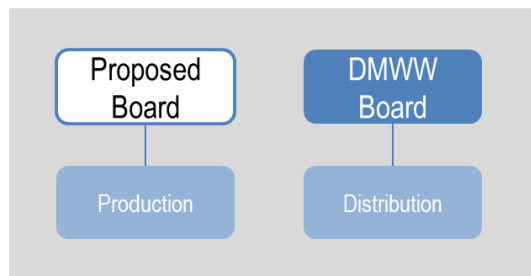 Proposed
Board
DMWW
Board
Production
Distribution